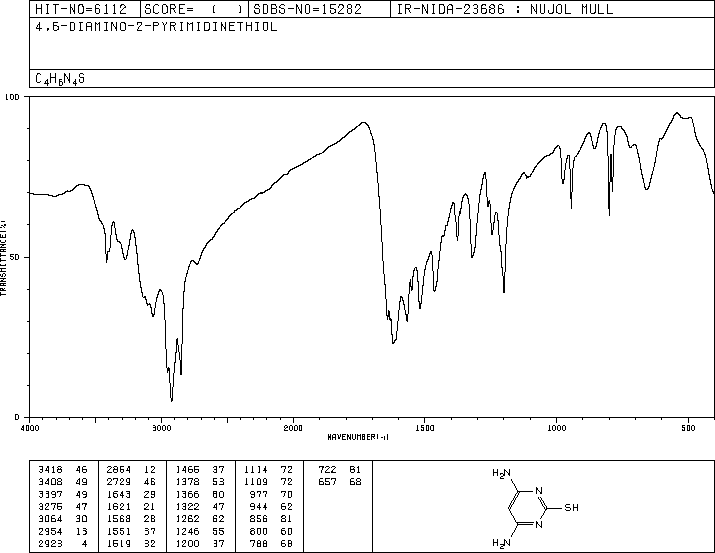 HIT-NO=6112 SCORE= ( ) SDBS-NO=15282 IR-NIDA-23686 : NUJOL MULL
4,6-DIAMINO-2-PYRIMIDINETHIOL
C4H6N4S
100
TRANSMITTANCE(%)
50
0
4000 3000 2000 1500 1000 500
WAVENUMBER(-1)
3418 46 2854 12 1466 37 1114 72 722 81
3408 49 2729 46 1378 53 1109 72 657 68
3397 49 1643 29 1366 60 977 70
3275 47 1621 21 1322 47 944 62
3064 30 1568 28 1262 62 856 81
2954 13 1551 37 1246 55 800 60
2923 4 1519 32 1200 37 788 68
H2N
N
SH
N
H2N